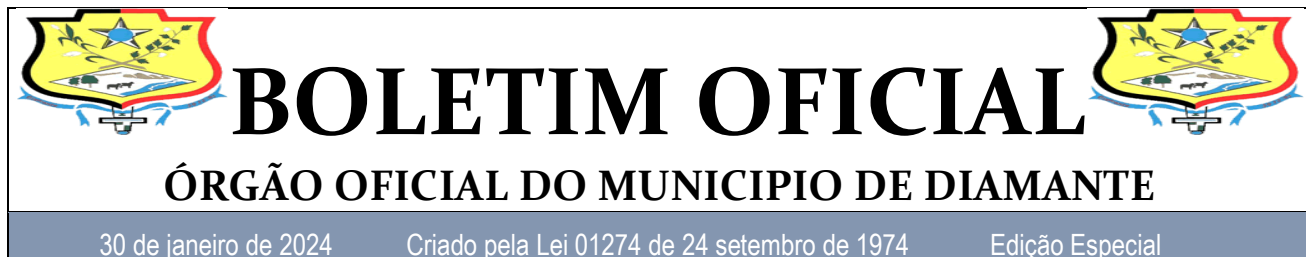 BOLETIM OFICIAL
ÓRGÃO OFICIAL DO MUNICIPIO DE DIAMANTE
30 de janeiro de 2024 Criado pela Lei 01274 de 24 setembro de 1974 Edição Especial